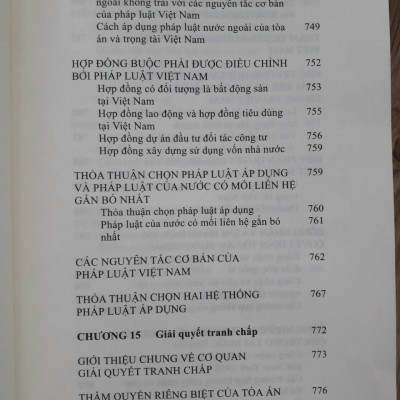 ngoài không trái với các nguyên tắc cơ bản
của pháp luật Việt Nam
Cách áp dụng pháp luật nước ngoài của tòa 749
án và trọng tài Việt Nam
HỢP ĐỒNG BUỘC PHẢI ĐƯỢC ĐIỀU CHỈNH 752
BỞI PHÁP LUẬT VIỆT NAM
Hợp đồng có đối tượng là bất động sản 753
tại Việt Nam
Hợp đồng lao động và hợp đồng tiêu dùng 755
tại Việt Nam
Hợp đồng dự án đầu tư đối tác công tư 756
Hợp đồng xây dựng sử dụng vốn nhà nước 759
THỎA THUẬN CHỌN PHÁP LUẬT ÁP DỤNG 759
VÀ PHÁP LUẬT CỦA NƯỚC CÓ MỐI LIÊN HỆ
GẮN BÓ NHẤT
Thỏa thuận chọn pháp luật áp dụng 760
Pháp luật của nước có mối liên hệ gắn bó 761
nhất
CÁC NGUYÊN TẮC CƠ BẢN CỦA 762
PHÁP LUẬT VIỆT NAM
THỎA THUẬN CHỌN HAI HỆ THỐNG 767
PHÁP LUẬT ÁP DỤNG
CHƯƠNG 15 Giải quyết tranh chấp 772
GIỚI THIỆU CHUNG VỀ CƠ QUAN 773
GIẢI QUYẾT TRANH CHẤP
THẨM QUYỀN RIÊNG BIỆT CỦA TÒA ÁN 776